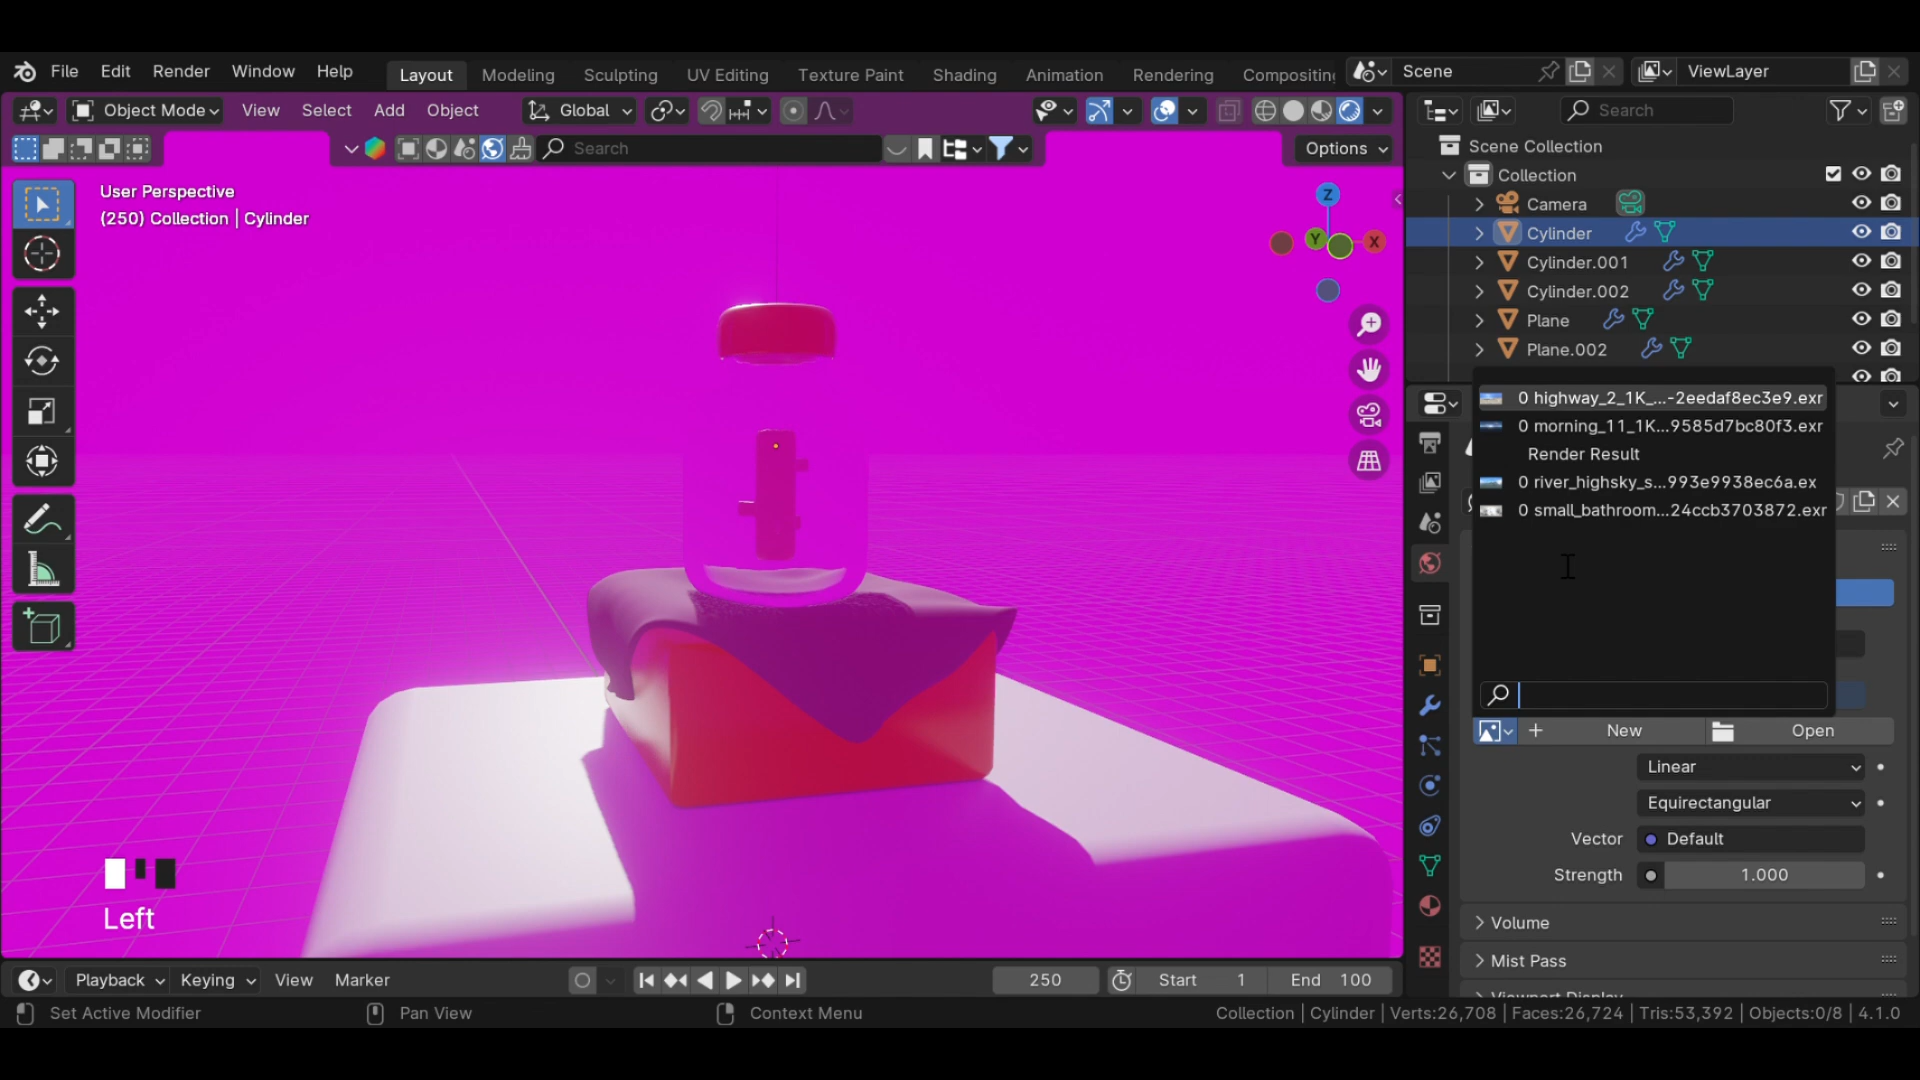 File Edit Render Window Help Layout Modeling Sculpting UV Editing Texture Paint Shading Animation Rendering Compositing Scene ViewLayer
Object Mode View Select Add Object Global Search
Search Options
User Perspective
(250) Collection | Cylinder
Z
Y
X
Scene Collection
Collection
Camera
Cylinder
Cylinder.001
Cylinder.002
Plane
Plane.002
0 highway_2_1K_...-2eedaf8ec3e9.exr
0 morning_11_1K...9585d7bc80f3.exr
Render Result
0 river_highsky_s...993e9938ec6a.ex
0 small_bathroom...24ccb3703872.exr
New Open
Linear
Equirectangular
Vector Default
Strength 1.000
Volume
Mist Pass
Viewport Display
Left
Playback Keying View Marker 250 Start 1 End 100
Set Active Modifier Pan View Context Menu Collection | Cylinder | Verts:26,708 | Faces:26,724 | Tris:53,392 | Objects:0/8 | 4.1.0